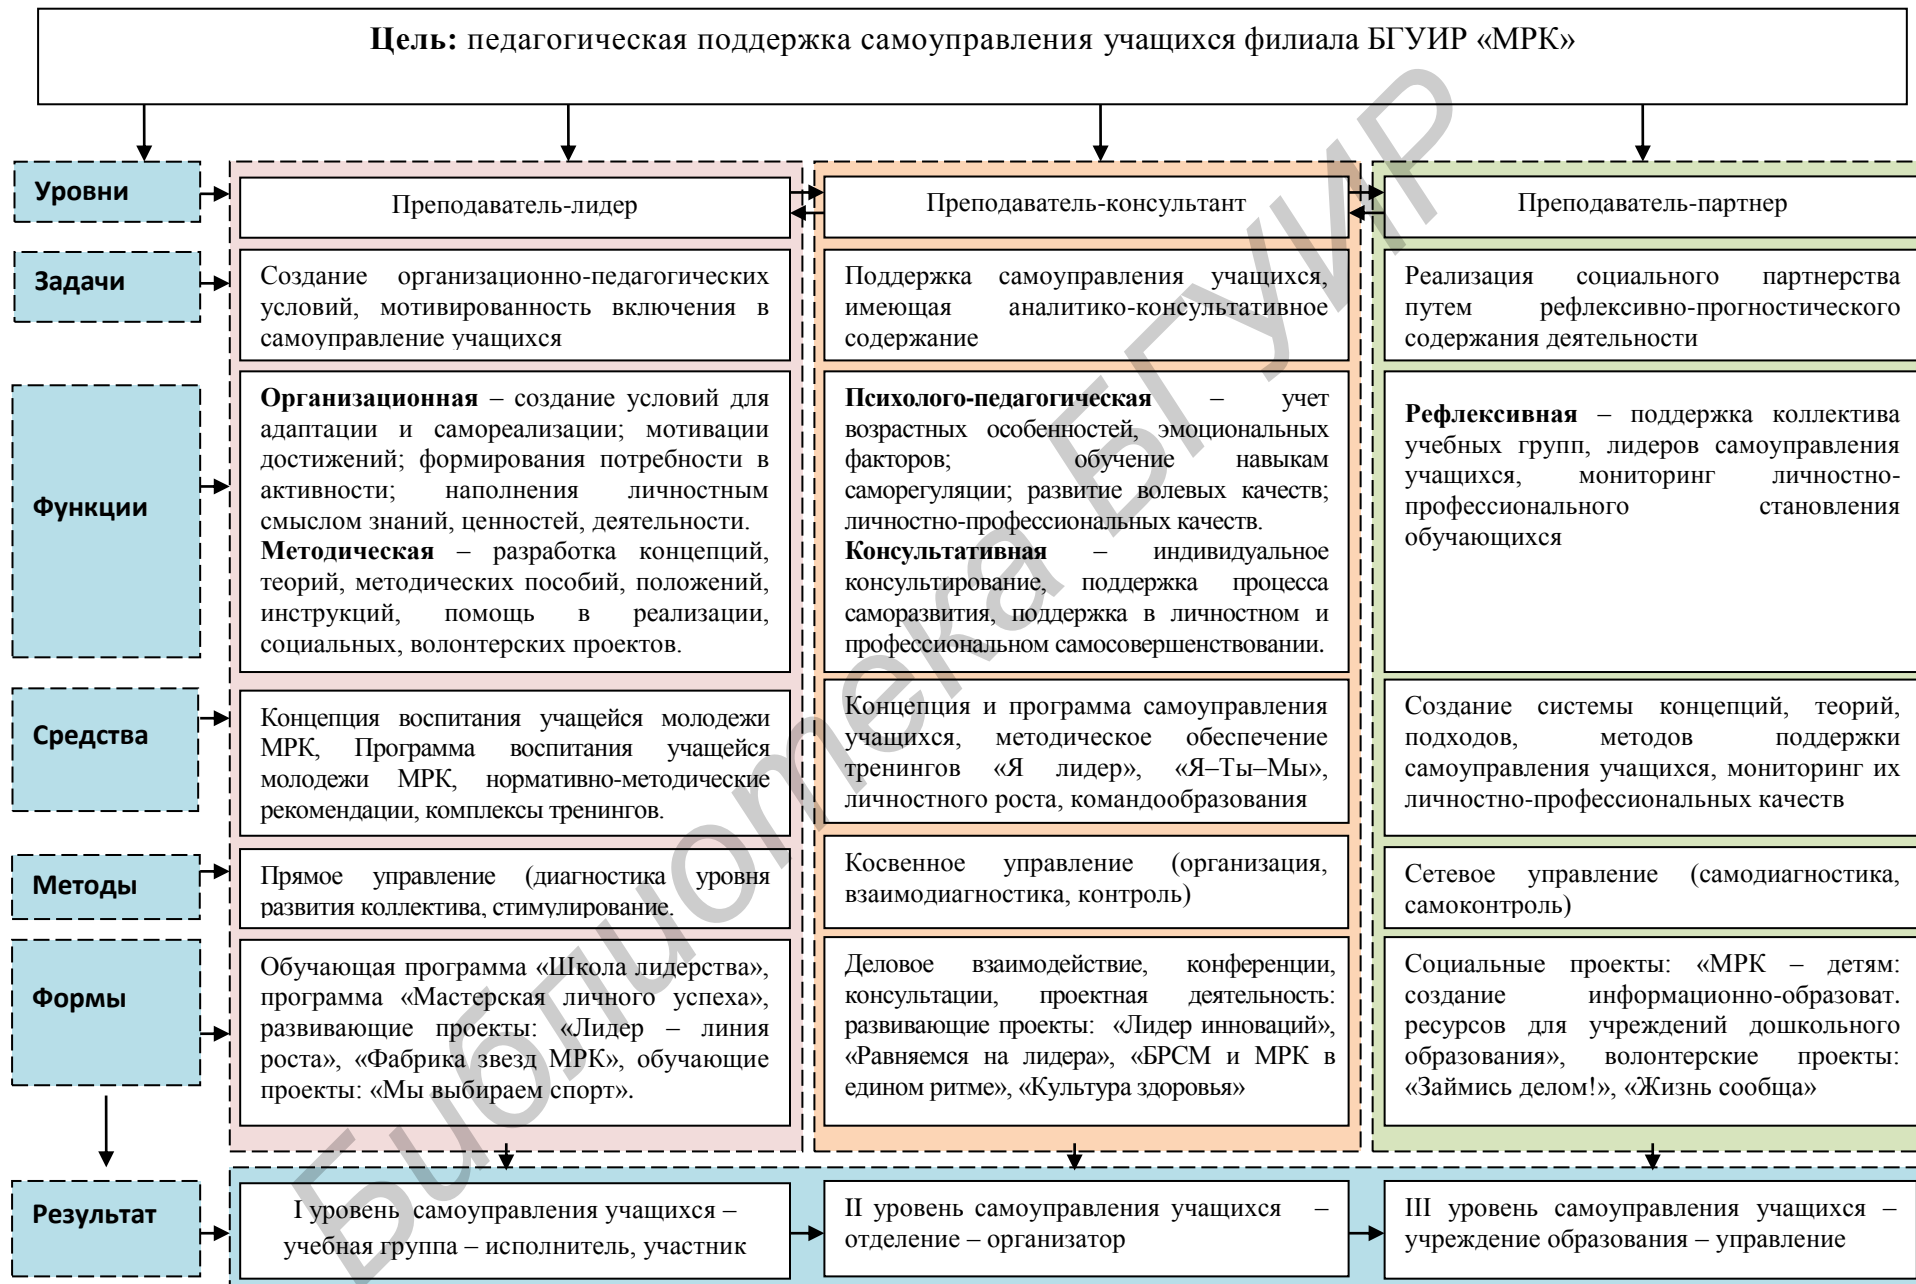 Цель: педагогическая поддержка самоуправления учащихся филиала БГУИР «МРК»
Уровни
Преподаватель-лидер
Преподаватель-консультант
Преподаватель-партнер
Задачи
Создание организационно-педагогических
условий, мотивированность включения в
самоуправление учащихся
Поддержка самоуправления учащихся,
имеющая аналитико-консультативное
содержание
Реализация социального партнерства
путем рефлексивно-прогностического
содержания деятельности
Функции
Организационная – создание условий для
адаптации и самореализации; мотивации
достижений; формирования потребности в
активности; наполнения личностным
смыслом знаний, ценностей, деятельности.
Методическая – разработка концепций,
теорий, методических пособий, положений,
инструкций, помощь в реализации,
социальных, волонтерских проектов.
Психолого-педагогическая – учет
возрастных особенностей, эмоциональных
факторов; обучение навыкам
саморегуляции; развитие волевых качеств;
личностно-профессиональных качеств.
Консультативная – индивидуальное
консультирование, поддержка процесса
саморазвития, поддержка в личностном и
профессиональном самосовершенствовании.
Рефлексивная – поддержка коллектива
учебных групп, лидеров самоуправления
учащихся, мониторинг личностно-
профессионального становления
обучающихся
Средства
Концепция воспитания учащейся молодежи
МРК, Программа воспитания учащейся
молодежи МРК, нормативно-методические
рекомендации, комплексы тренингов.
Концепция и программа самоуправления
учащихся, методическое обеспечение
тренингов «Я лидер», «Я–Ты–Мы»,
личностного роста, командообразования
Создание системы концепций, теорий,
подходов, методов поддержки
самоуправления учащихся, мониторинг их
личностно-профессиональных качеств
Методы
Прямое управление (диагностика уровня
развития коллектива, стимулирование.
Косвенное управление (организация,
взаимодиагностика, контроль)
Сетевое управление (самодиагностика,
самоконтроль)
Формы
Обучающая программа «Школа лидерства»,
программа «Мастерская личного успеха»,
развивающие проекты: «Лидер – линия
роста», «Фабрика звезд МРК», обучающие
проекты: «Мы выбираем спорт».
Деловое взаимодействие, конференции,
консультации, проектная деятельность:
развивающие проекты: «Лидер инноваций»,
«Равняемся на лидера», «БРСМ и МРК в
едином ритме», «Культура здоровья»
Социальные проекты: «МРК – детям:
создание информационно-образоват.
ресурсов для учреждений дошкольного
образования», волонтерские проекты:
«Займись делом!», «Жизнь сообща»
Результат
I уровень самоуправления учащихся –
учебная группа – исполнитель, участник
II уровень самоуправления учащихся –
отделение – организатор
III уровень самоуправления учащихся –
учреждение образования – управление
Библиотека БГУИР